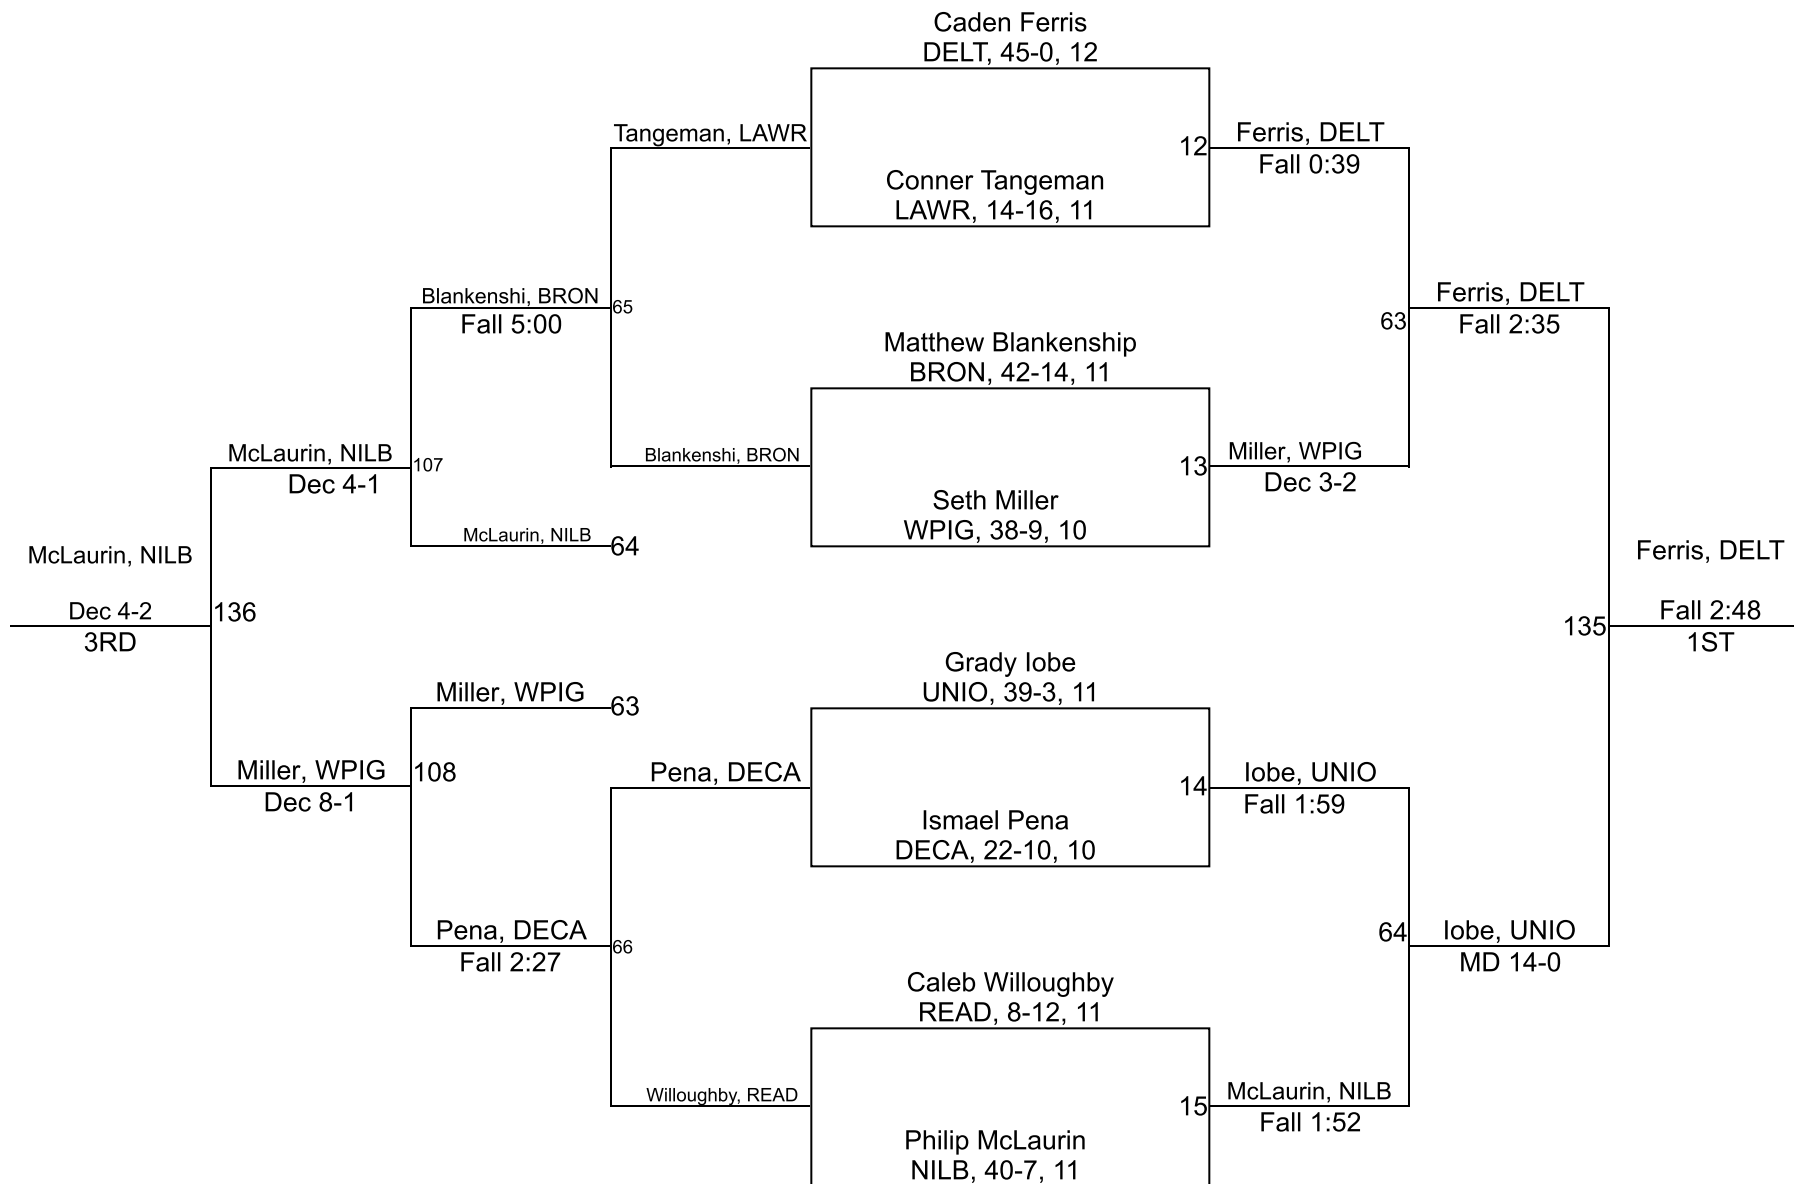 Caden Ferris
DELT, 45-0, 12
Tangeman, LAWR
12
Ferris, DELT
Fall 0:39
Conner Tangeman
LAWR, 14-16, 11
Blankenshi, BRON
65
Fall 5:00
Ferris, DELT
63
Fall 2:35
Matthew Blankenship
BRON, 42-14, 11
McLaurin, NILB
107
Dec 4-1
Blankenshi, BRON
13
Miller, WPIG
Dec 3-2
Seth Miller
WPIG, 38-9, 10
McLaurin, NILB
64
McLaurin, NILB
Ferris, DELT
Dec 4-2
136
3RD
135
Fall 2:48
1ST
Grady Iobe
UNIO, 39-3, 11
Miller, WPIG
63
Miller, WPIG
108
Dec 8-1
Pena, DECA
14
Iobe, UNIO
Fall 1:59
Ismael Pena
DECA, 22-10, 10
Pena, DECA
66
Fall 2:27
64
Iobe, UNIO
MD 14-0
Caleb Willoughby
READ, 8-12, 11
Willoughby, READ
15
McLaurin, NILB
Fall 1:52
Philip McLaurin
NILB, 40-7, 11